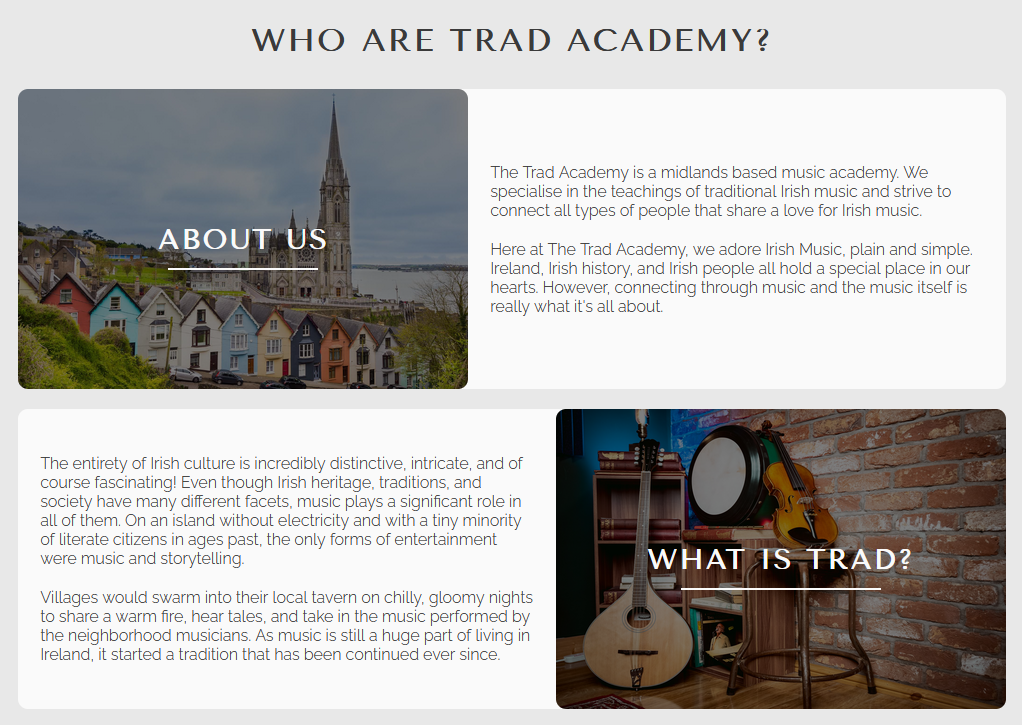 WHO ARE TRAD ACADEMY?
ABOUT US
The Trad Academy is a midlands based music academy. We
specialise in the teachings of traditional Irish music and strive to
connect all types of people that share a love for Irish music.
Here at The Trad Academy, we adore Irish Music, plain and simple.
Ireland, Irish history, and Irish people all hold a special place in our
hearts. However, connecting through music and the music itself is
really what it's all about.
The entirety of Irish culture is incredibly distinctive, intricate, and of
course fascinating! Even though Irish heritage, traditions, and
society have many different facets, music plays a significant role in
all of them. On an island without electricity and with a tiny minority
of literate citizens in ages past, the only forms of entertainment
were music and storytelling.
Villages would swarm into their local tavern on chilly, gloomy nights
to share a warm fire, hear tales, and take in the music performed by
the neighborhood musicians. As music is still a huge part of living in
Ireland, it started a tradition that has been continued ever since.
WHAT IS TRAD?